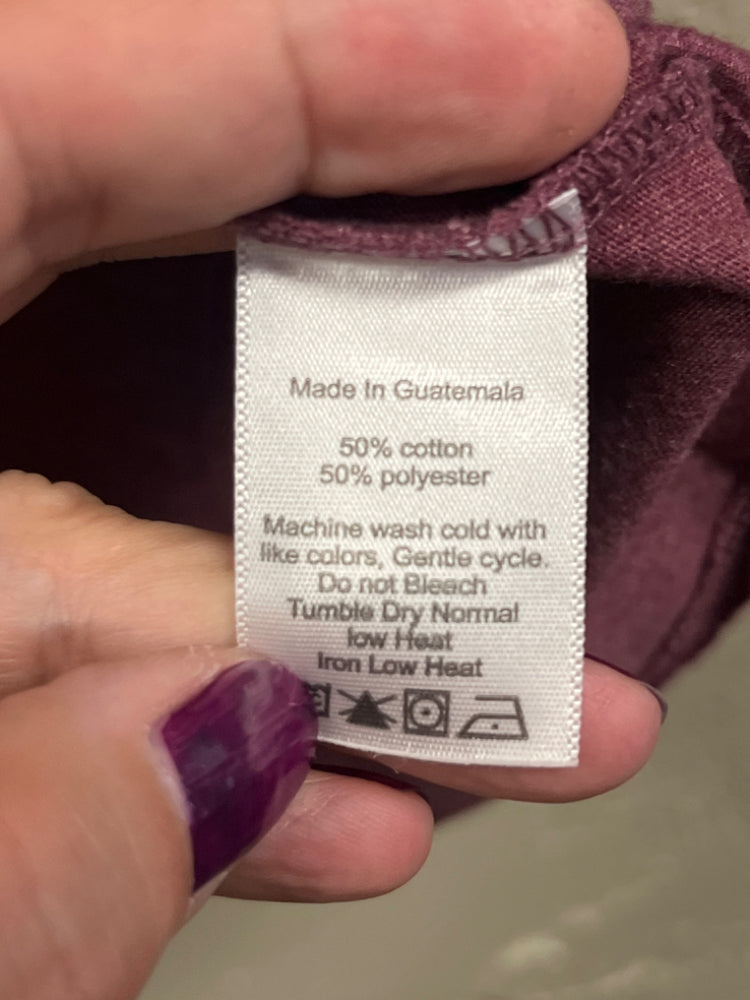 Made In Guatemala
50% cotton
50% polyester
Machine wash cold with
like colors, Gentle cycle.
Do not Bleach
Tumble Dry Normal
low Heat
Iron Low Heat